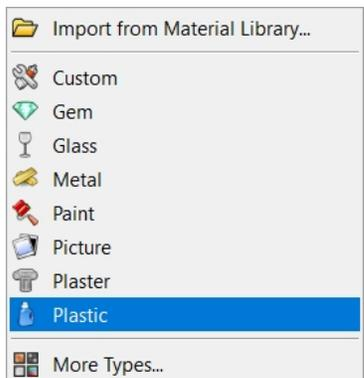 Import from Material Library...
Custom
Gem
Glass
Metal
Paint
Picture
Plaster
Plastic
More Types...